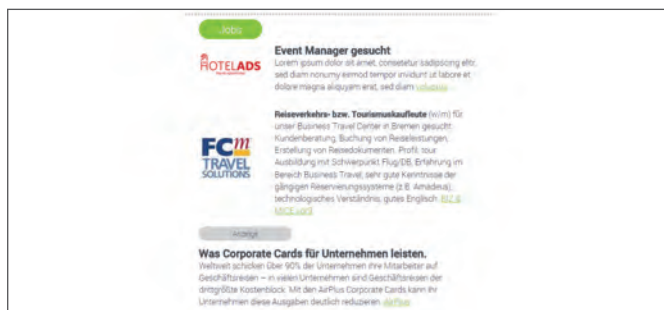 Jobs
HOTELADS
Event Manager gesucht
Lorem ipsum dolor sit amet, consetetur sadipscing elitr,
sed diam nonumy eirmod tempor invidunt ut labore et
dolore magna aliquyam erat, sed diam voluptua
Reiseverkehrs- bzw. Tourismuskaufleute (w/m) für
unser Business Travel Center in Bremen gesucht.
Kundenberatung, Buchung von Reiseleistungen,
Erstellung von Reisedokumenten. Profil: tour.
Ausbildung mit Schwerpunkt Flug/DB, Erfahrung im
Bereich Business Travel, sehr gute Kenntnisse der
gängigen Reservierungssysteme (z.B. Amadeus),
technologisches Verständnis, gutes Englisch. BIZ &
MICE
FCm
TRAVEL
SOLUTIONS
Anzeige
Was Corporate Cards für Unternehmen leisten.
Weltweit schicken über 90% der Unternehmen ihre Mitarbeiter auf
Geschäftsreisen – in vielen Unternehmen sind Geschäftsreisen der
drittgrößte Kostenblock. Mit den AirPlus Corporate Cards kann Ihr
Unternehmen diese Ausgaben deutlich reduzieren. AirPlus